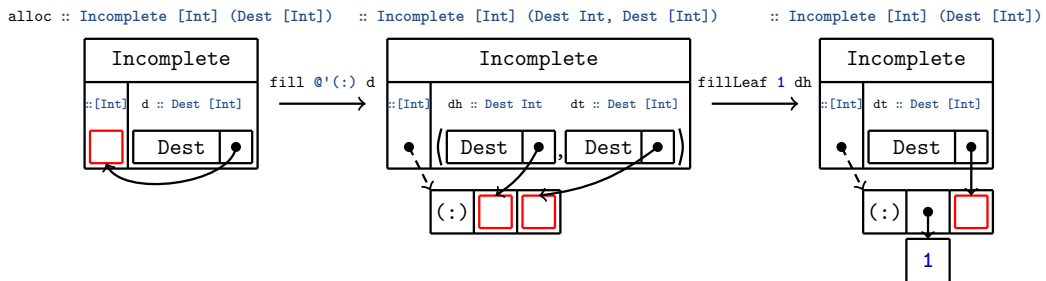 alloc :: Incomplete [Int] (Dest [Int]) :: Incomplete [Int] (Dest Int, Dest [Int]) :: Incomplete [Int] (Dest [Int])
Incomplete Incomplete Incomplete
fill @'(:) d fillLeaf 1 dh
::[Int] d :: Dest [Int] ::[Int] dh :: Dest Int dt :: Dest [Int] ::[Int] dt :: Dest [Int]
Dest ( Dest , Dest ) Dest
(:) (:)
1